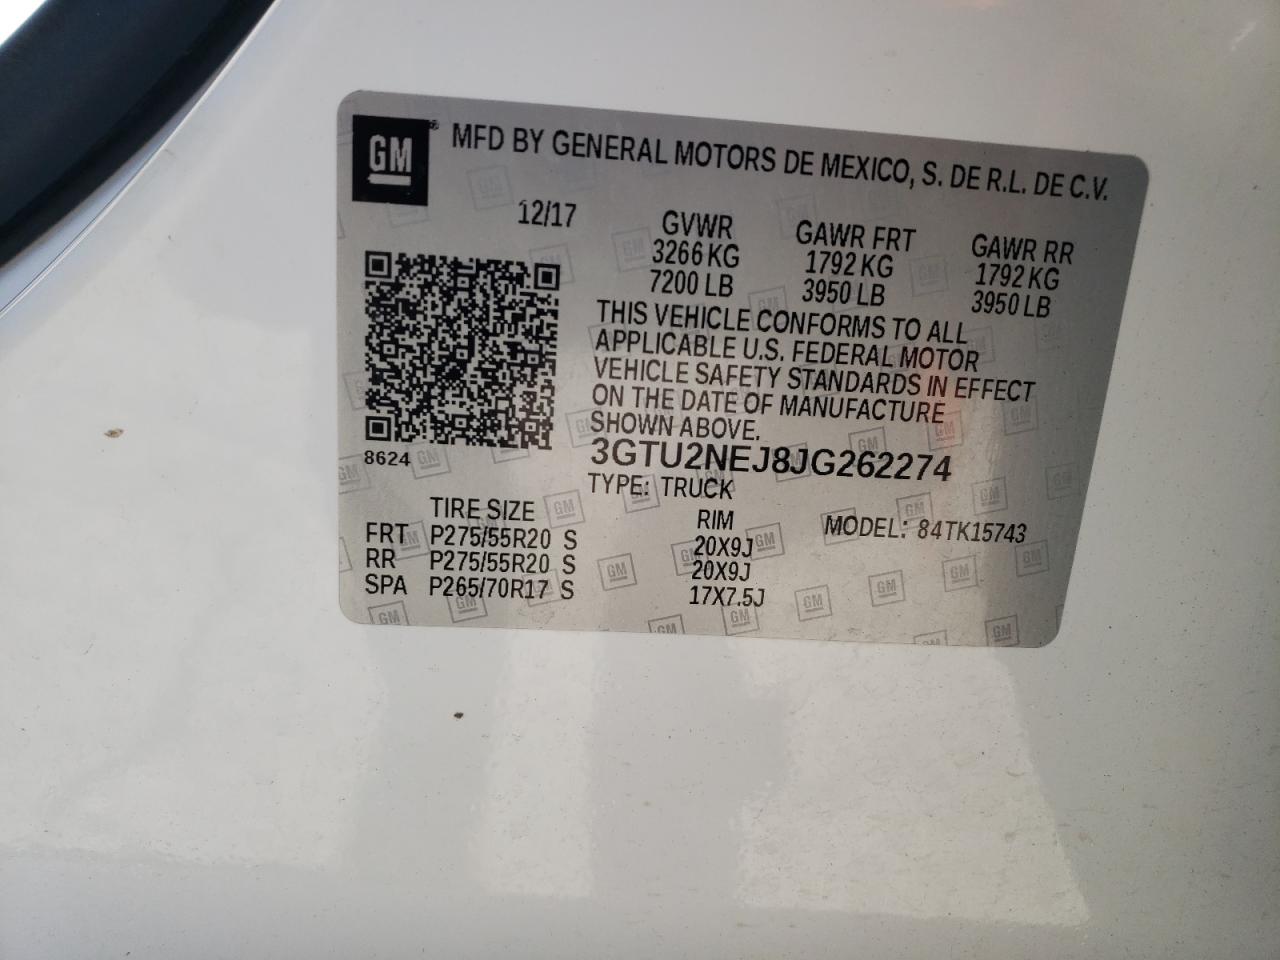 GM® MFD BY GENERAL MOTORS DE MEXICO, S. DE R.L. DE C.V.
12/17
GVWR GAWR FRT GAWR RR
3266 KG 1792 KG 1792 KG
7200 LB 3950 LB 3950 LB
THIS VEHICLE CONFORMS TO ALL
APPLICABLE U.S. FEDERAL MOTOR
VEHICLE SAFETY STANDARDS IN EFFECT
ON THE DATE OF MANUFACTURE
SHOWN ABOVE.
8624
3GTU2NEJ8JG262274
TYPE: TRUCK
TIRE SIZE RIM MODEL: 84TK15743
FRT P275/55R20 S 20X9J
RR P275/55R20 S 20X9J
SPA P265/70R17 S 17X7.5J